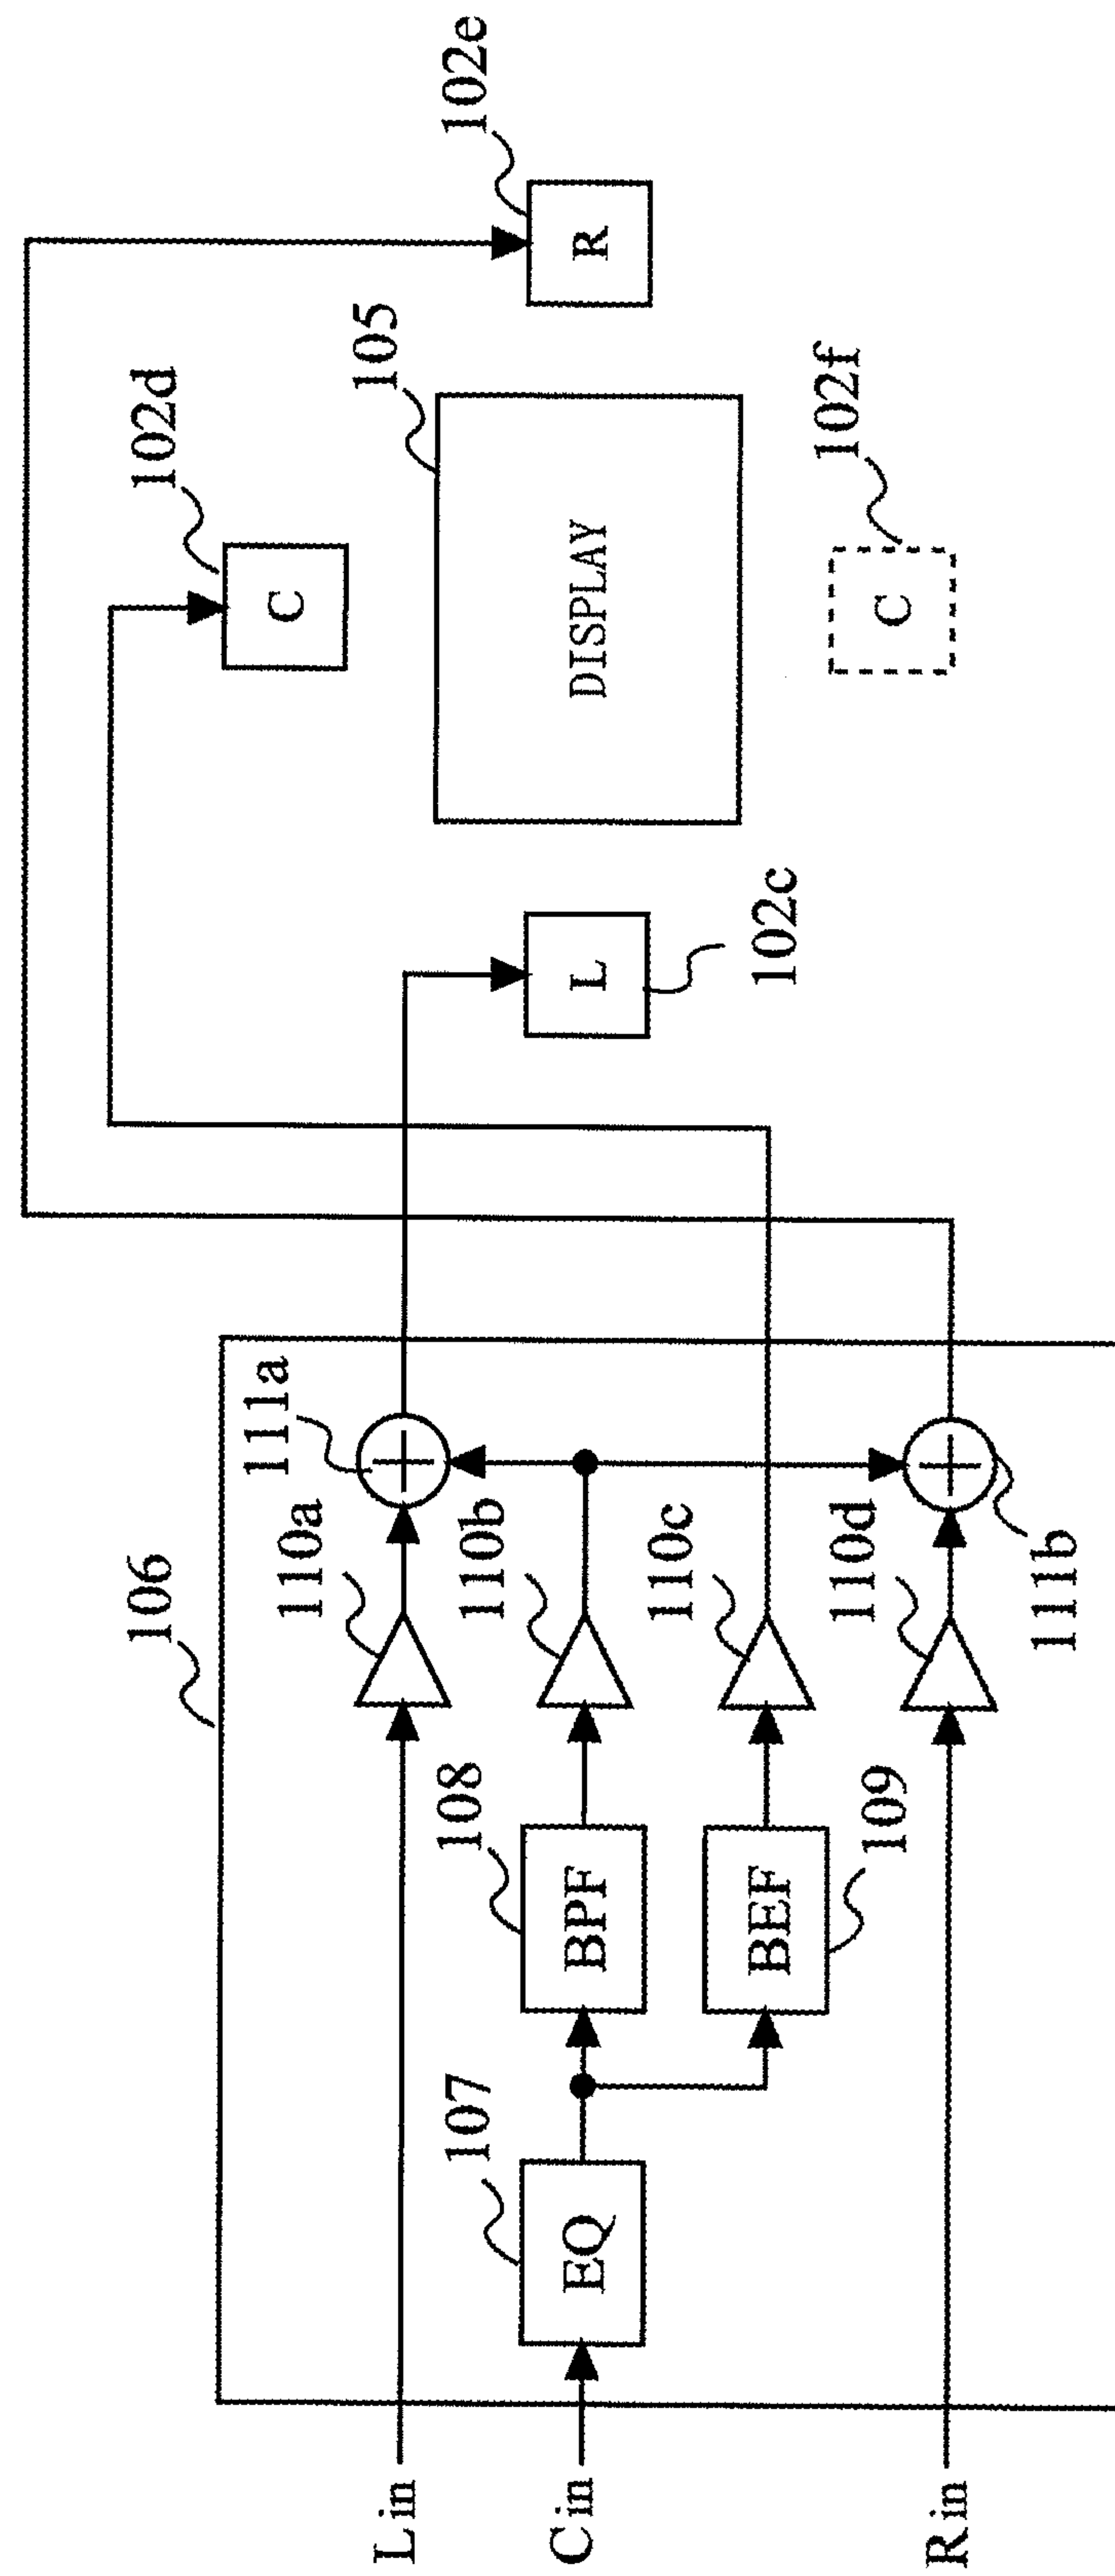 106
Lin
Cin
Rin
107
EQ
108
BPF
BEF
109
110a
110b
110c
110d
111a
111b
L
102c
102d
C
105
DISPLAY
C
102f
102e
R